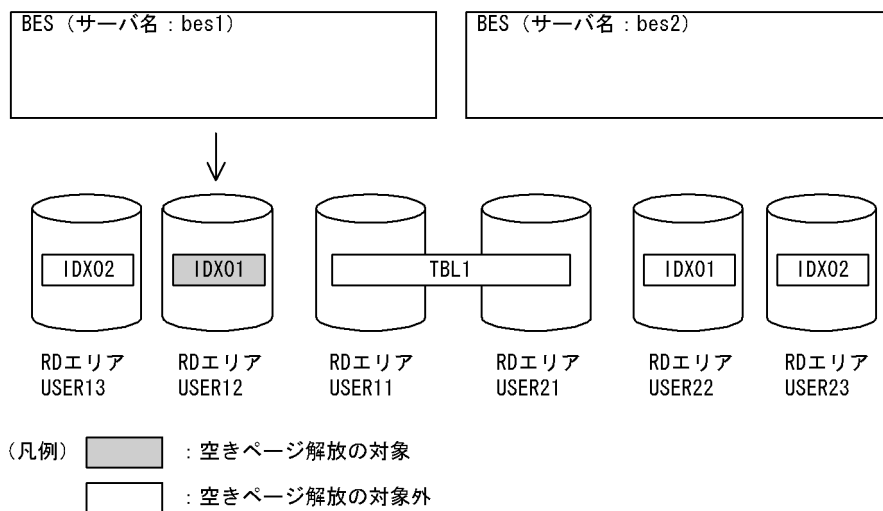 BES（サーバ名：bes1）
BES（サーバ名：bes2）
IDX02
IDX01
TBL1
IDX01
IDX02
RDエリア
USER13
RDエリア
USER12
RDエリア
USER11
RDエリア
USER21
RDエリア
USER22
RDエリア
USER23
（凡例）
：空きページ解放の対象
：空きページ解放の対象外